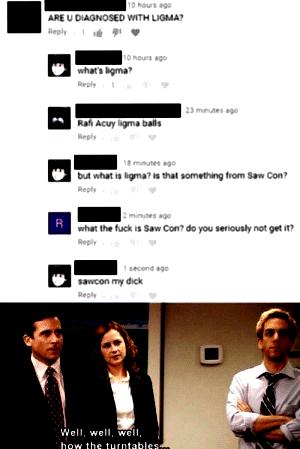 10 hours ago
ARE U DIAGNOSED WITH LIGMA?
Reply 1
10 hours ago
what's ligma?
Reply 1
23 minutes ago
Rafi Acuy ligma balls
Reply
18 minutes ago
but what is ligma? is that something from Saw Con?
Reply
R
2 minutes ago
what the fuck is Saw Con? do you seriously not get it?
Reply
1 second ago
sawcon my dick
Reply
Well, well, well,
how the turntables...